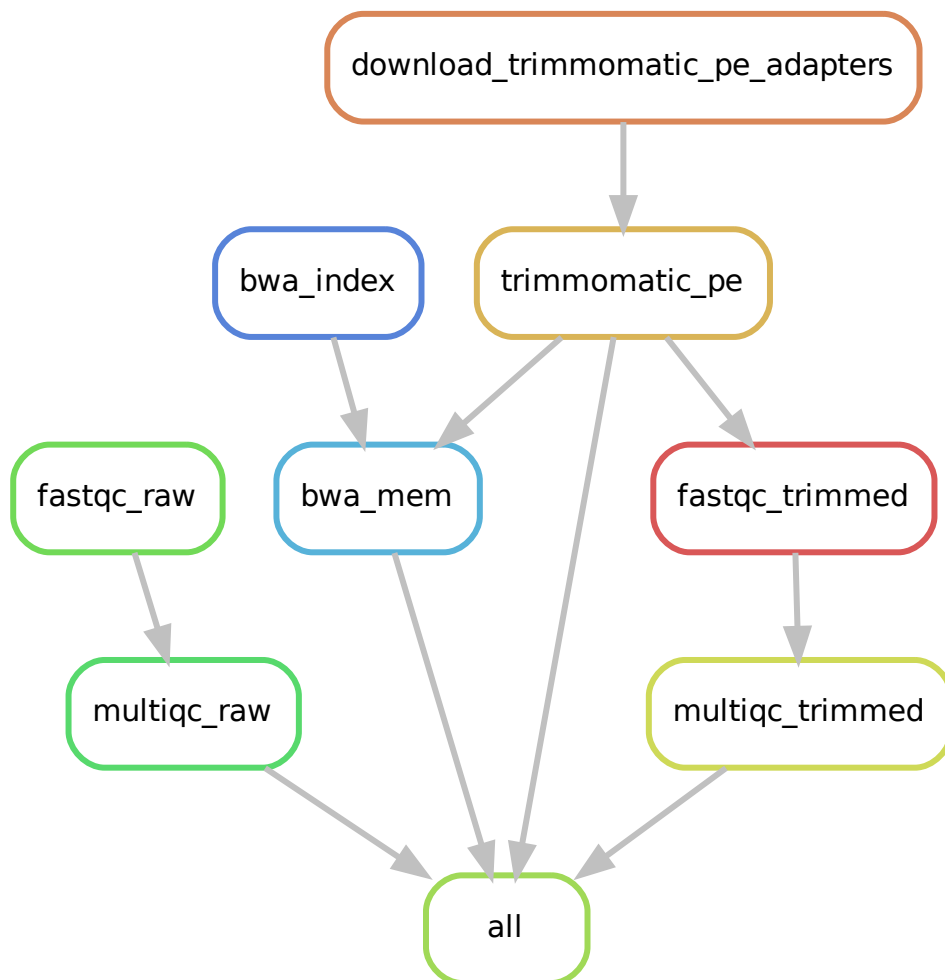 download_trimmomatic_pe_adapters
bwa_index
trimmomatic_pe
fastqc_raw
bwa_mem
fastqc_trimmed
multiqc_raw
multiqc_trimmed
all